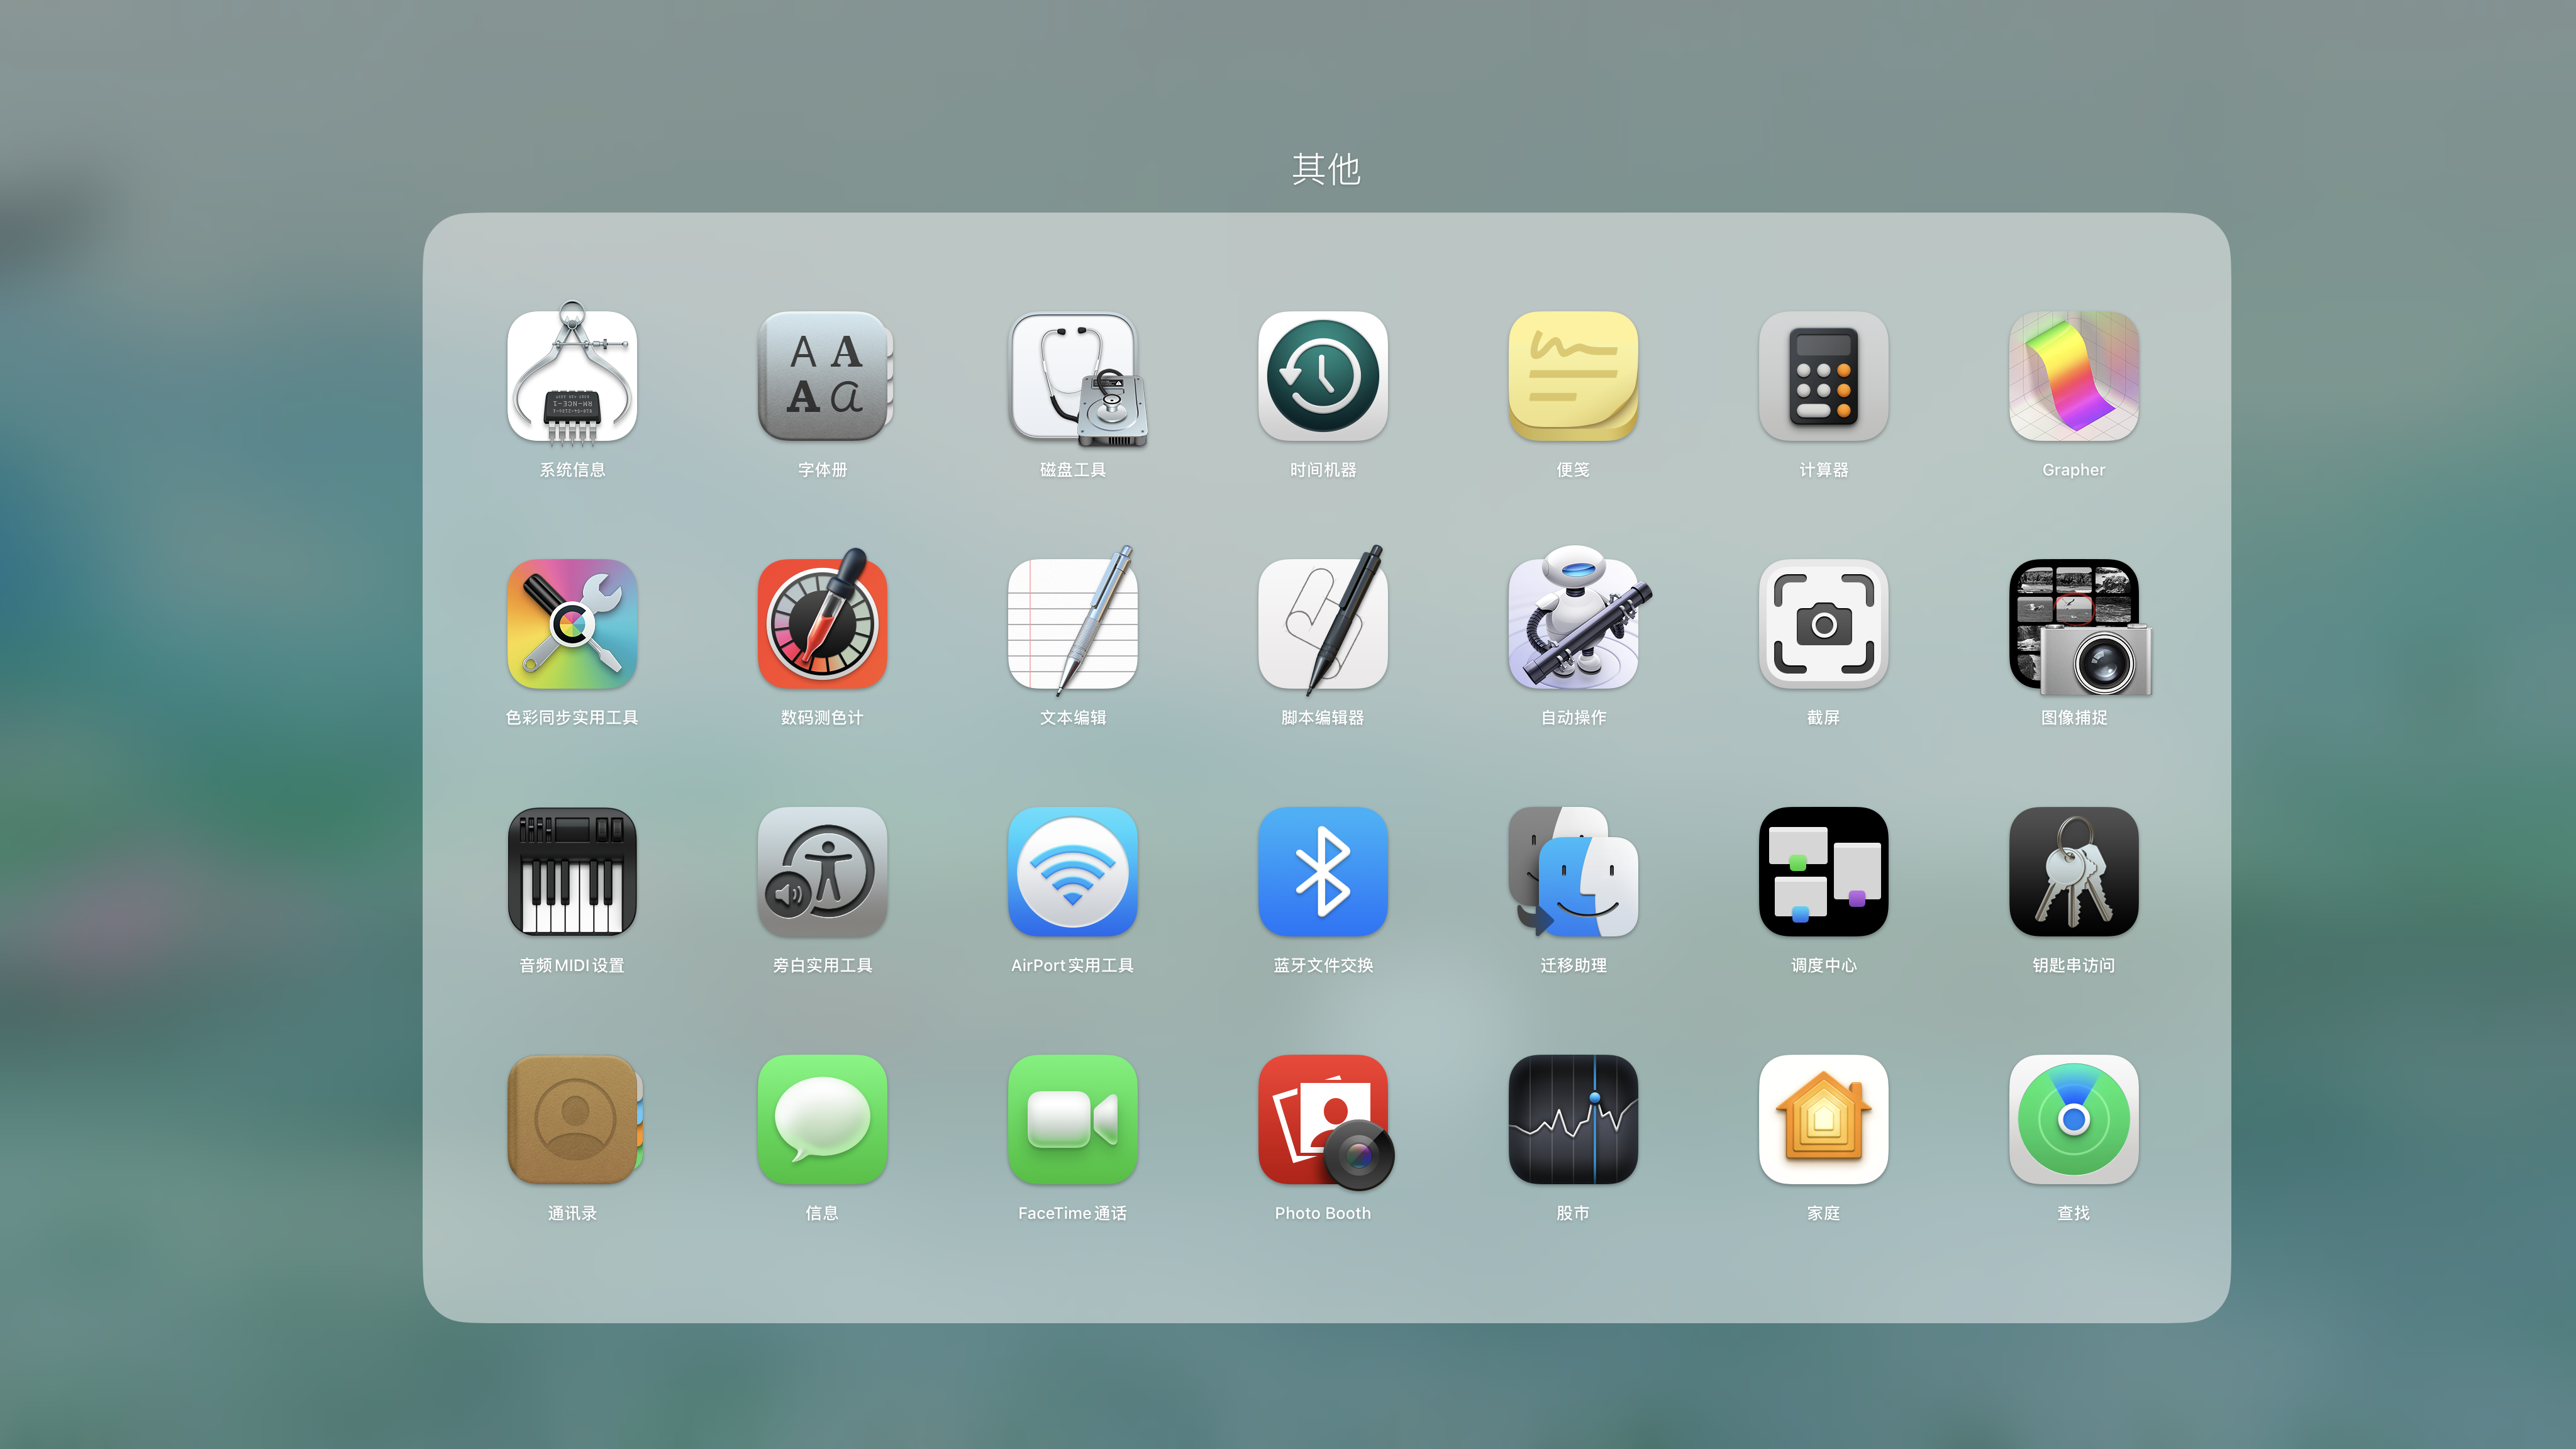 其他
系统信息
字体册
磁盘工具
时间机器
便笺
计算器
Grapher
色彩同步实用工具
数码测色计
文本编辑
脚本编辑器
自动操作
截屏
图像捕捉
音频 MIDI 设置
旁白实用工具
AirPort 实用工具
蓝牙文件交换
迁移助理
调度中心
钥匙串访问
通讯录
信息
FaceTime 通话
Photo Booth
股市
家庭
查找